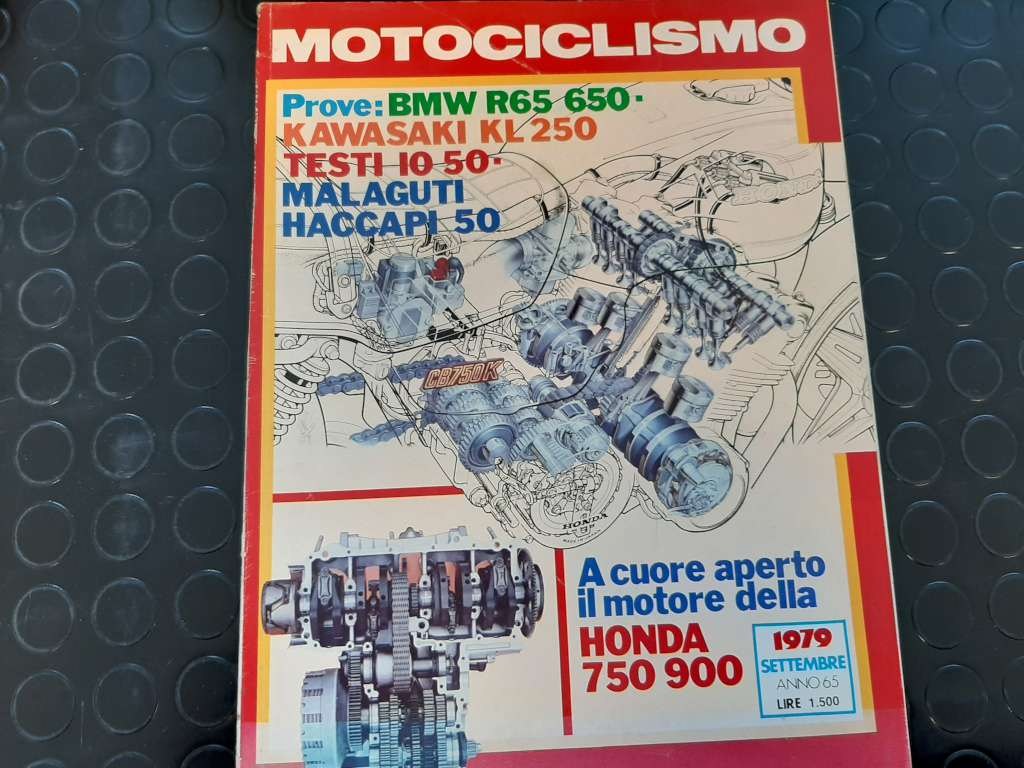 MOTOCICLISMO
Prove: BMW R65 650·
KAWASAKI KL 250
TESTI 10 50·
MALAGUTI
HACCAPI 50
CB750K
HONDA
A cuore aperto
il motore della
HONDA
750 900
1979
SETTEMBRE
ANNO 65
LIRE 1.500